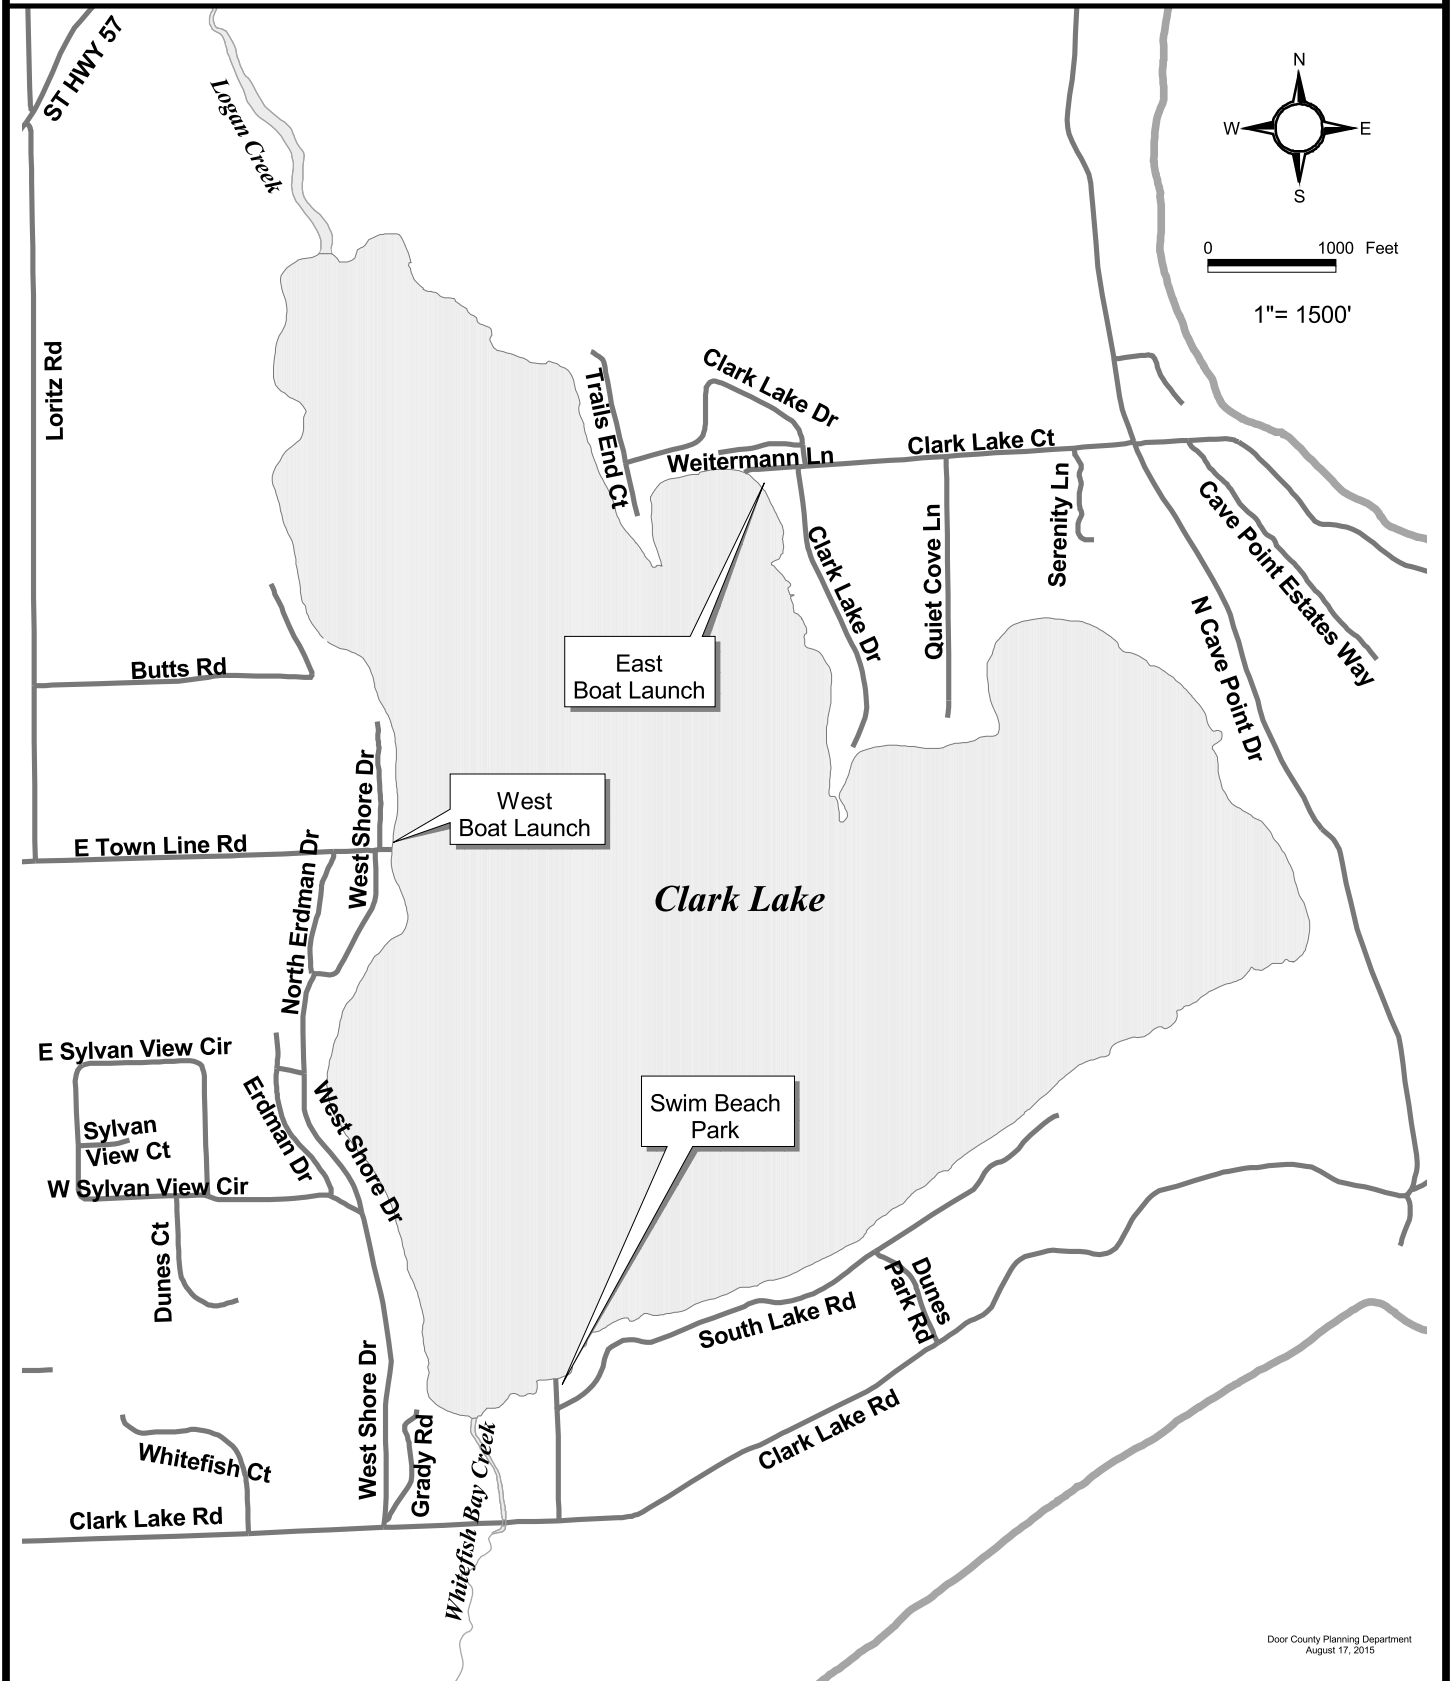 ST HWY 57
Logan Creek
N
W
E
S
0
1000 Feet
1"= 1500'
Loritz Rd
Trails End Ct
Clark Lake Dr
Weitermann Ln
Clark Lake Ct
Serenity Ln
Quiet Cove Ln
Clark Lake Dr
Cave Point Estates Way
N Cave Point Dr
East
Boat Launch
Butts Rd
West Shore Dr
West
Boat Launch
E Town Line Rd
North Erdman Dr
West Shore Dr
Clark Lake
E Sylvan View Cir
Sylvan
View Ct
W Sylvan View Cir
Erdman Dr
West Shore Dr
Swim Beach
Park
Dunes Ct
South Lake Rd
Dunes
Park Rd
West Shore Dr
Grady Rd
Whitefish Bay Creek
Clark Lake Rd
Whitefish Ct
Clark Lake Rd
Door County Planning Department
August 17, 2015